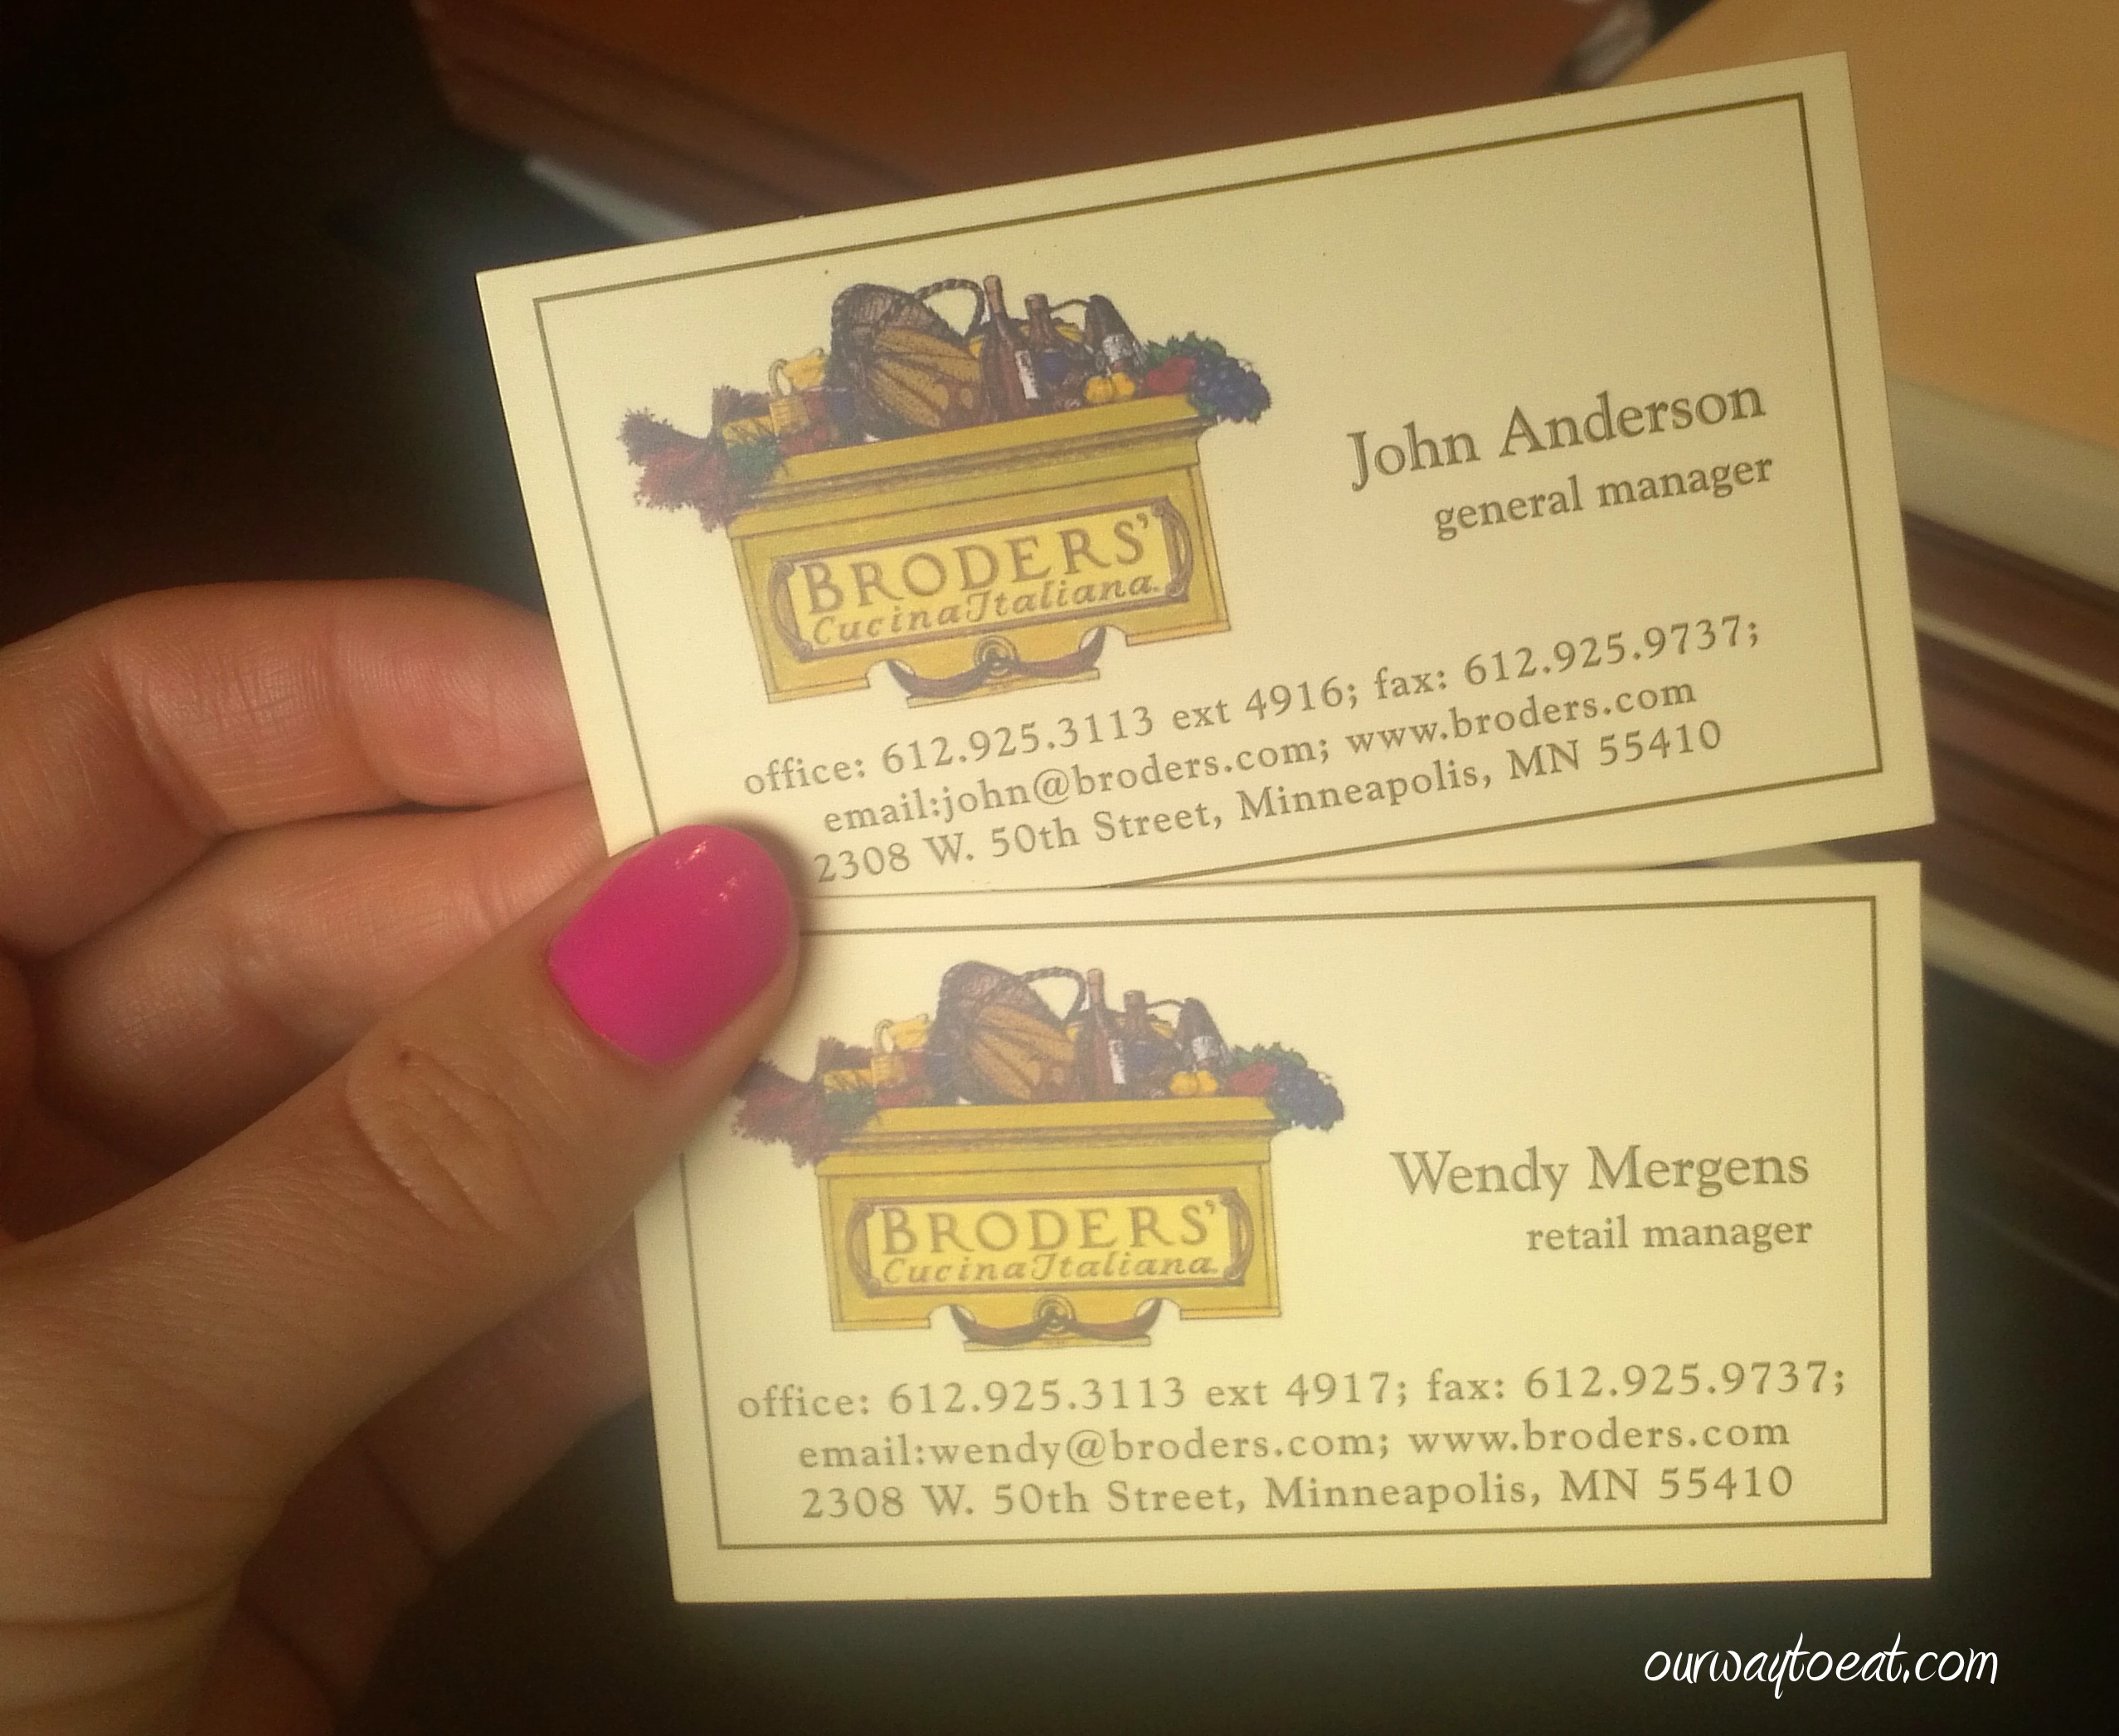 John Anderson
general manager
BRODERS'
Cucina Italiana
office: 612.925.3113 ext 4916; fax: 612.925.9737;
email:john@broders.com; www.broders.com
2308 W. 50th Street, Minneapolis, MN 55410
Wendy Mergens
retail manager
BRODERS'
Cucina Italiana
office: 612.925.3113 ext 4917; fax: 612.925.9737;
email:wendy@broders.com; www.broders.com
2308 W. 50th Street, Minneapolis, MN 55410
ourwaytoeat.com